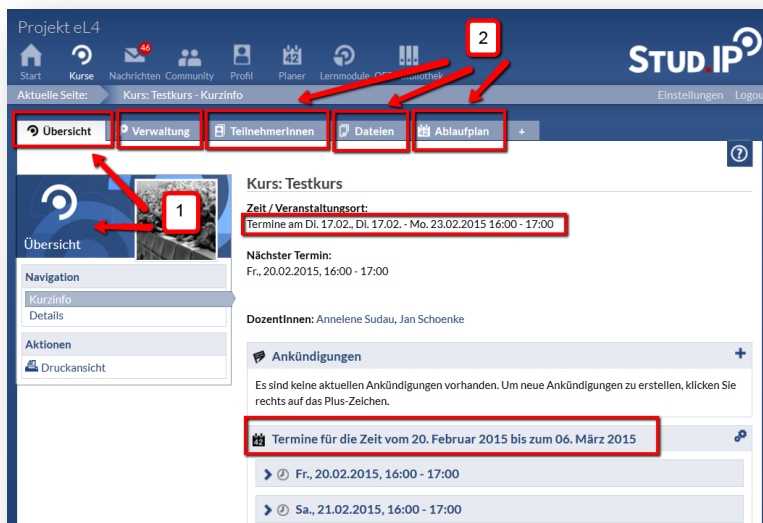 Projekt eL4
2
46
42
STUD.IP
Start Kurse Nachrichten Community Profil Planer Lernmodule
Aktuelle Seite: Kurs: Testkurs - Kurzinfo Einstellungen Logou
Übersicht Verwaltung TeilnehmerInnen Dateien Ablaufplan +
?
1
Übersicht
Navigation
Kurzinfo
Details
Aktionen
Druckansicht
Kurs: Testkurs
Zeit / Veranstaltungsort:
Termine am Di. 17.02., Di. 17.02. - Mo. 23.02.2015 16:00 - 17:00
Nächster Termin:
Fr., 20.02.2015, 16:00 - 17:00
DozentInnen: Annelene Sudau, Jan Schoenke
Ankündigungen +
Es sind keine aktuellen Ankündigungen vorhanden. Um neue Ankündigungen zu erstellen, klicken Sie
rechts auf das Plus-Zeichen.
42 Termine für die Zeit vom 20. Februar 2015 bis zum 06. März 2015
Fr., 20.02.2015, 16:00 - 17:00
Sa., 21.02.2015, 16:00 - 17:00